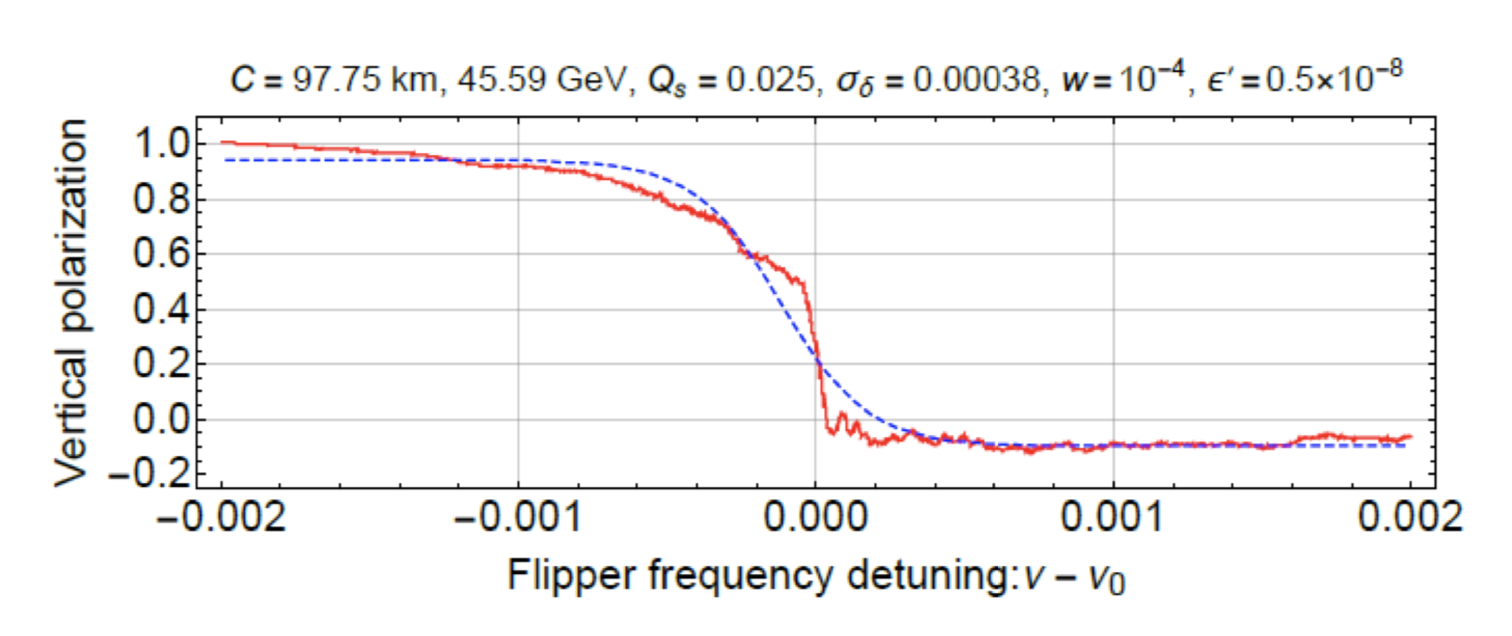 C = 97.75 km, 45.59 GeV, Qₛ = 0.025, σ_δ = 0.00038, w = 10⁻⁴, ϵ′ = 0.5×10⁻⁸
Vertical polarization
1.0
0.8
0.6
0.4
0.2
0.0
−0.2
−0.002 −0.001 0.000 0.001 0.002
Flipper frequency detuning: ν − ν₀